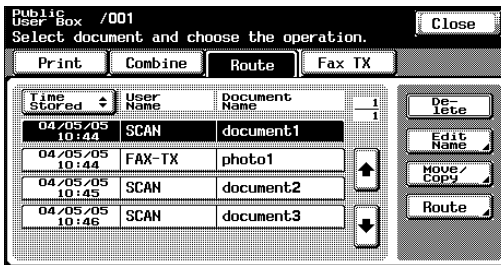 Public
User Box /001
Close
Select document and choose the operation.
Print Combine Route Fax TX
Time
Stored
User
Name
Document
Name
1
1
04/05/05
10:44
SCAN document1
04/05/05
10:44
FAX-TX photo1
04/05/05
10:45
SCAN document2
04/05/05
10:46
SCAN document3
De-
lete
Edit
Name
Move/
Copy
Route